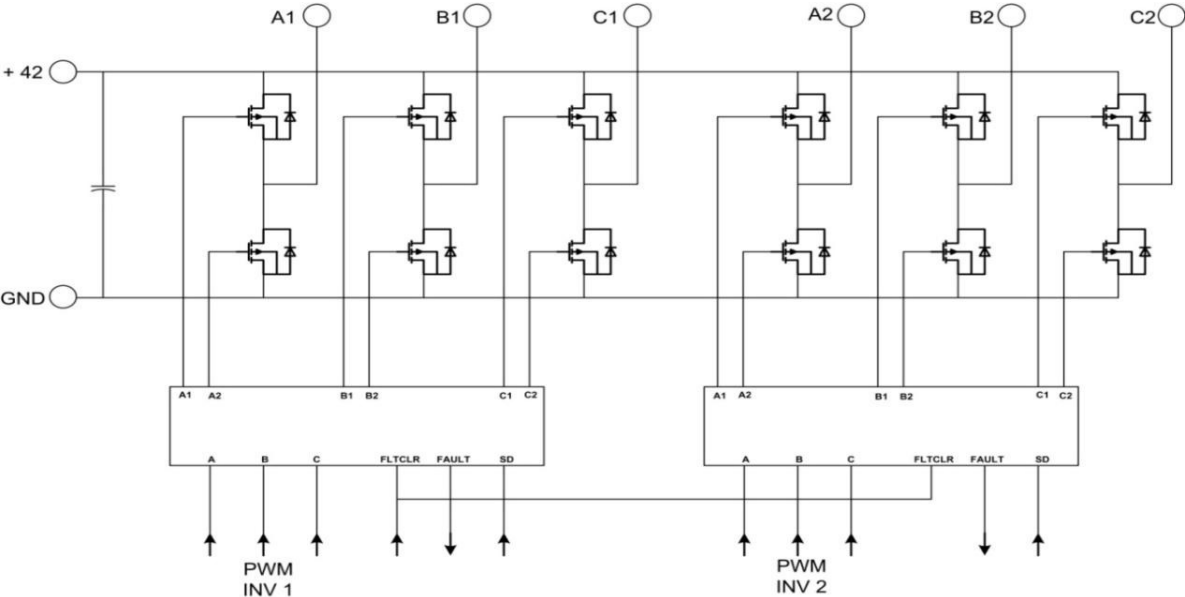 A1 B1 C1 A2 B2 C2
+ 42
GND
A1 A2 B1 B2 C1 C2 A1 A2 B1 B2 C1 C2
A B C FLTCLR FAULT SD A B C FLTCLR FAULT SD
PWM
INV 1
PWM
INV 2